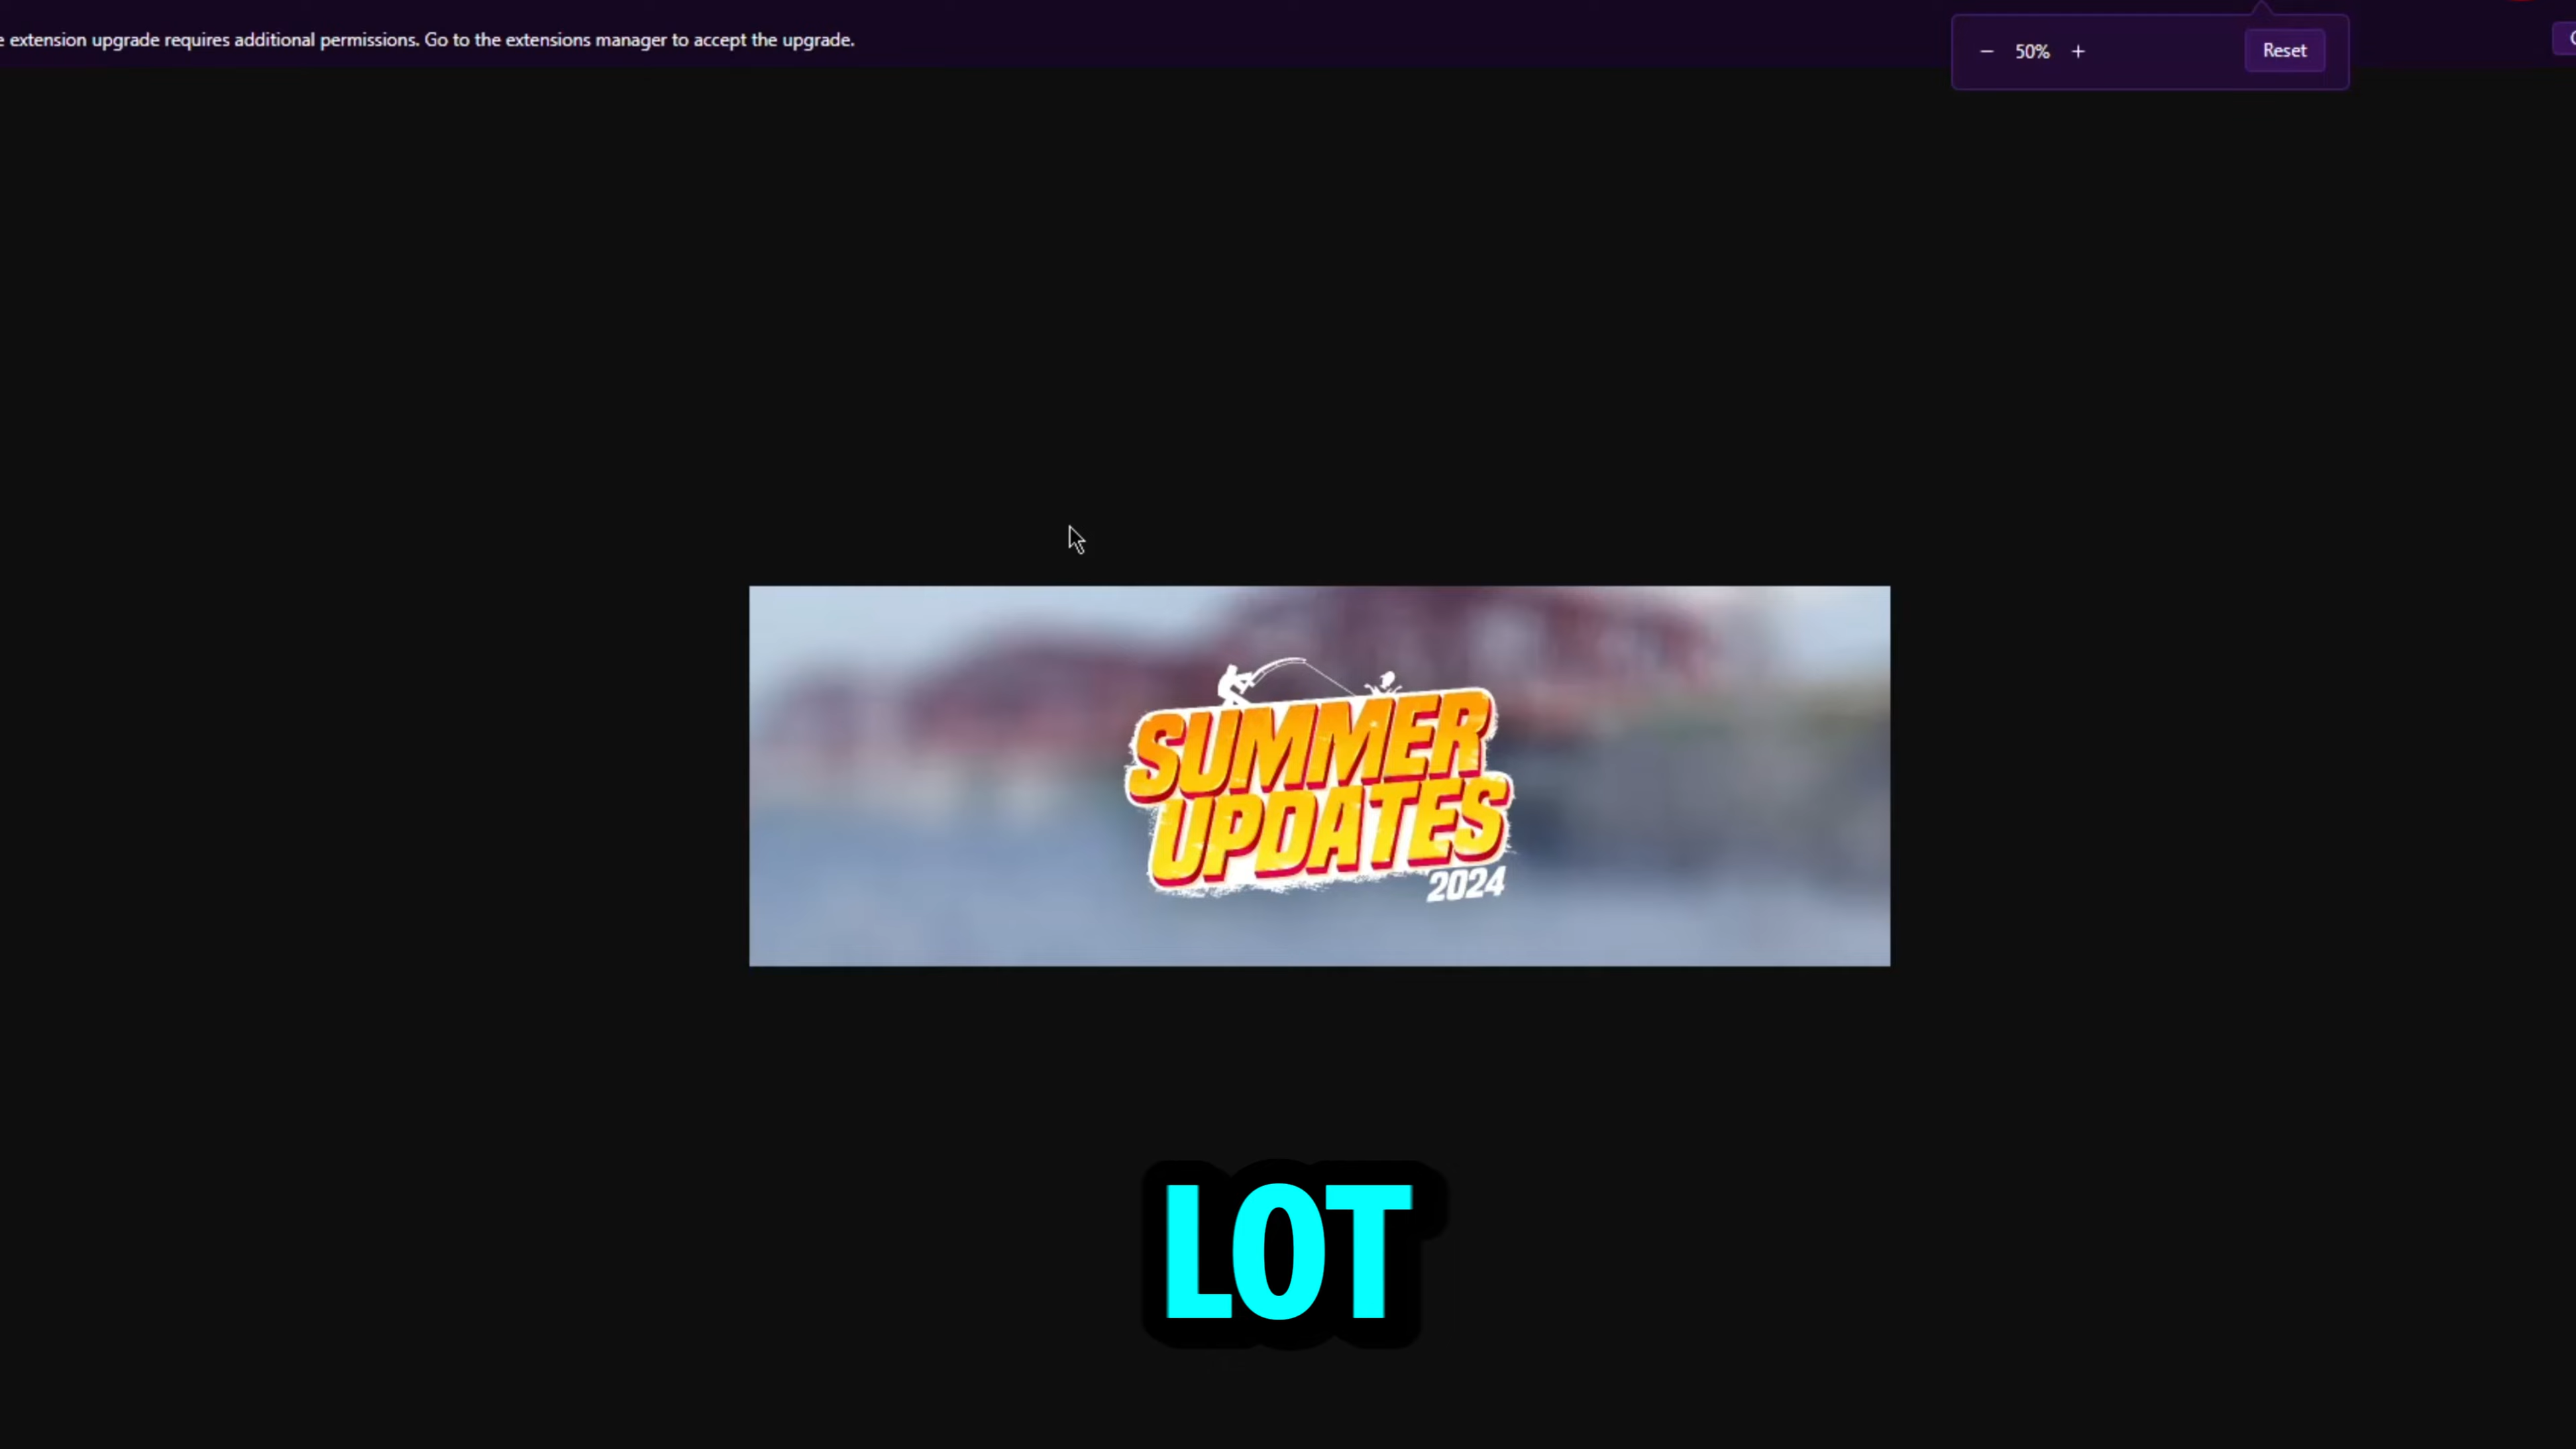 extension upgrade requires additional permissions. Go to the extensions manager to accept the upgrade.
− 50% +
Reset
SUMMER
UPDATES
2024
LOT